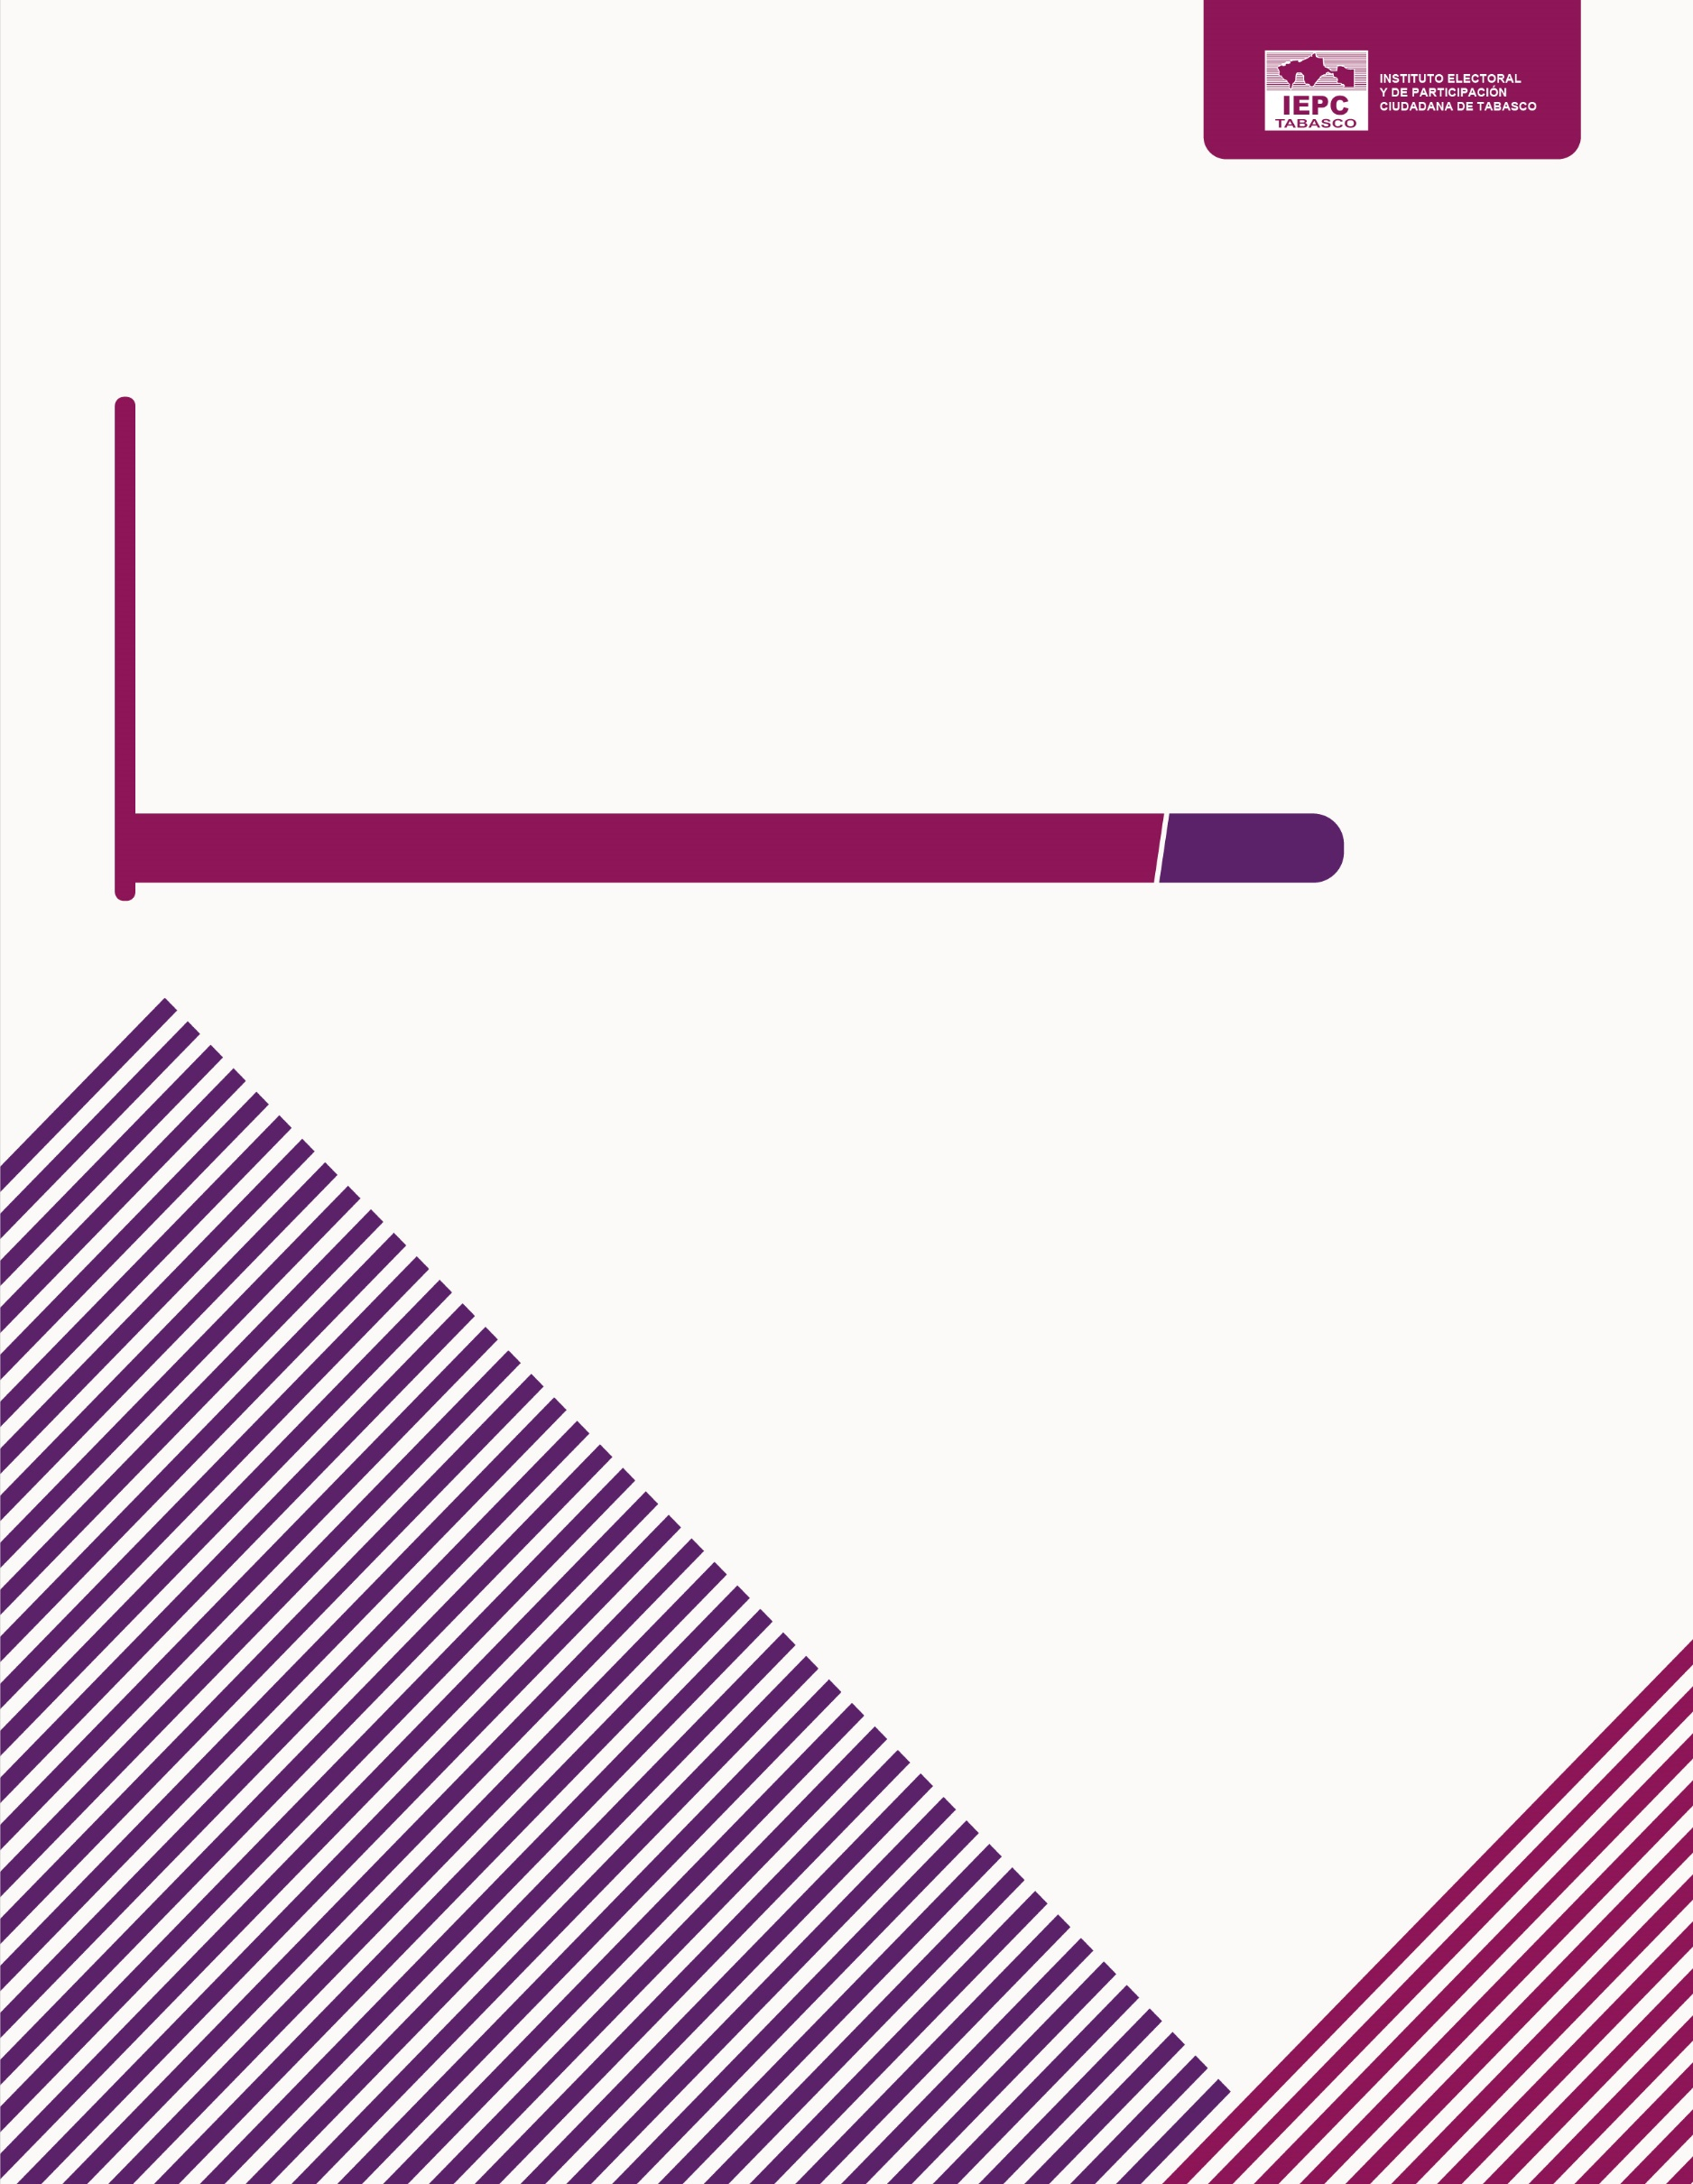 IEPC
TABASCO
INSTITUTO ELECTORAL
Y DE PARTICIPACIÓN
CIUDADANA DE TABASCO